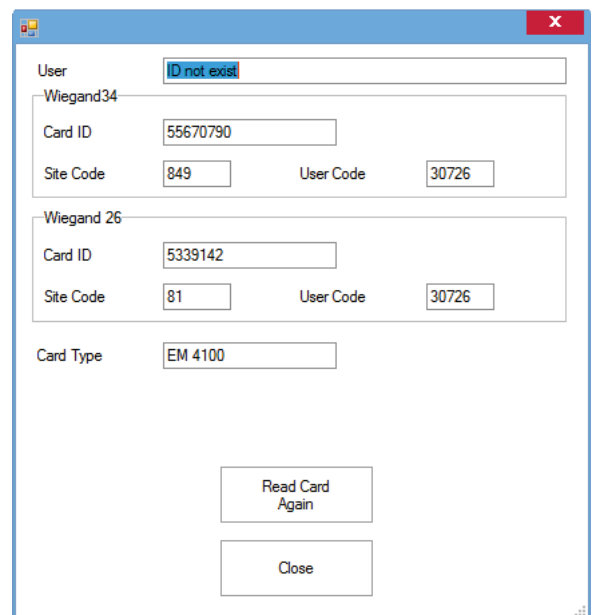 x
User ID not exist
Wiegand34
Card ID 55670790
Site Code 849 User Code 30726
Wiegand 26
Card ID 5339142
Site Code 81 User Code 30726
Card Type EM 4100
Read Card
Again
Close